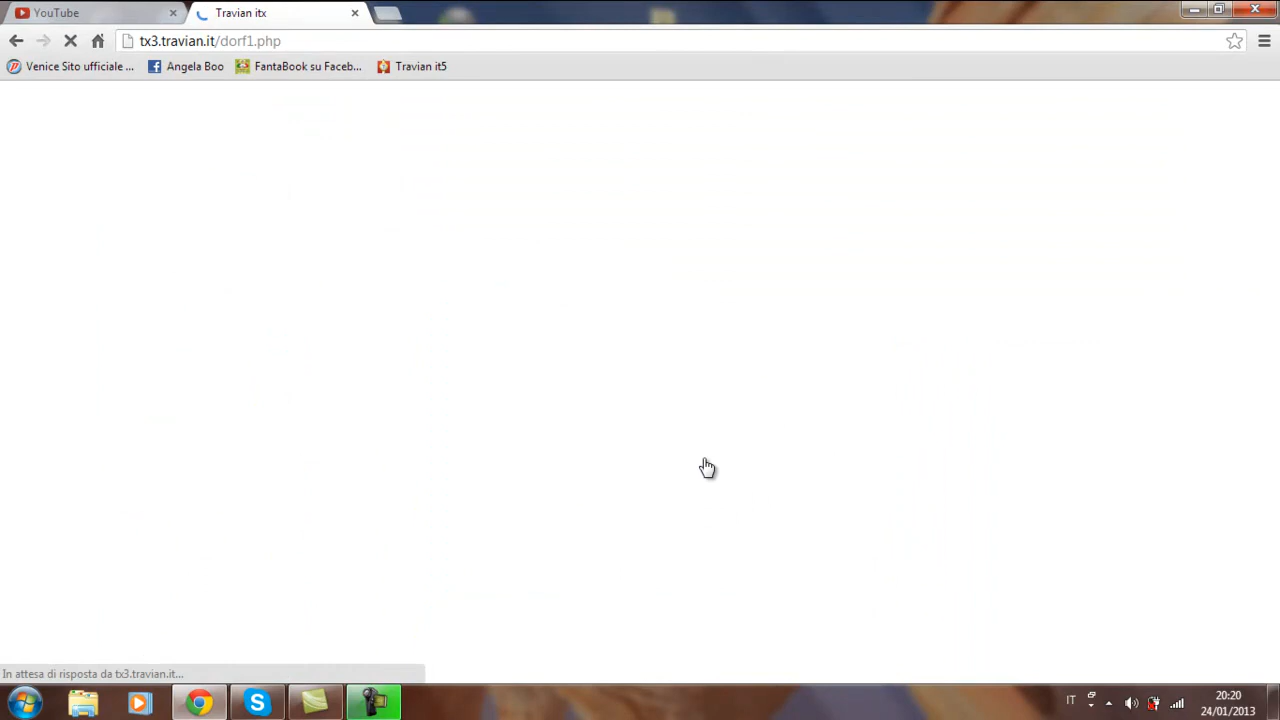 YouTube
Travian itx
tx3.travian.it/dorf1.php
Venice Sito ufficiale ...
Angela Boo
FantaBook su Faceb...
Travian it5
In attesa di risposta da tx3.travian.it...
IT
20:20
24/01/2013